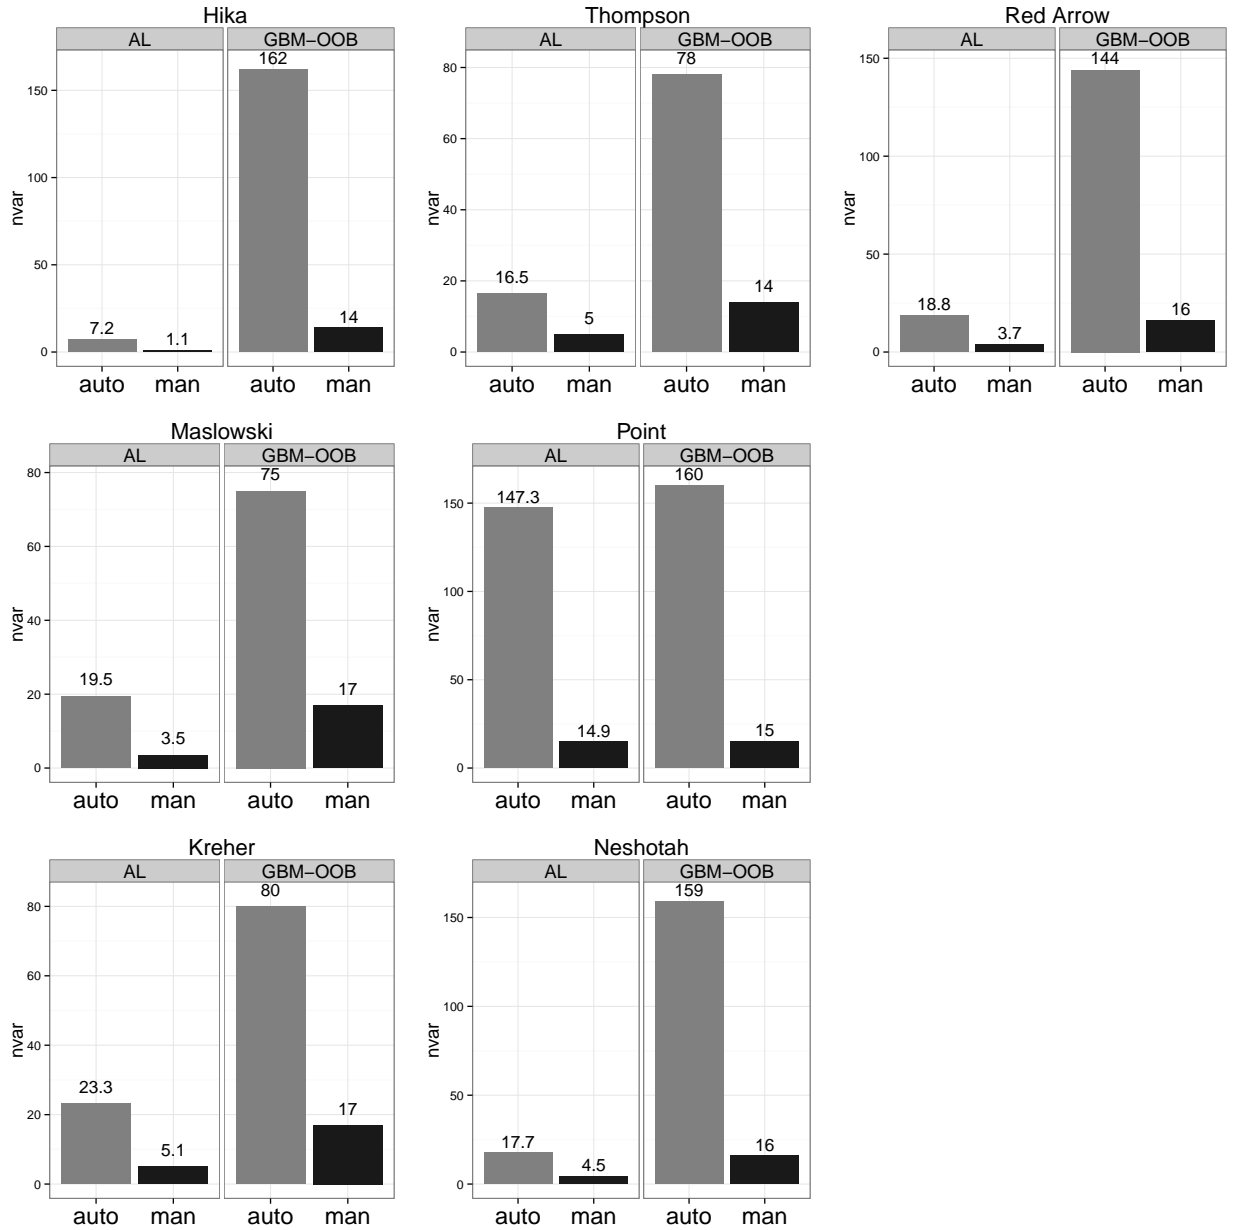 Hika
AL
GBM−OOB
nvar
150
100
50
0
7.2
1.1
162
14
auto
man
auto
man
Thompson
AL
GBM−OOB
nvar
80
60
40
20
0
16.5
5
78
14
auto
man
auto
man
Red Arrow
AL
GBM−OOB
nvar
150
100
50
0
18.8
3.7
144
16
auto
man
auto
man
Maslowski
AL
GBM−OOB
nvar
80
60
40
20
0
19.5
3.5
75
17
auto
man
auto
man
Point
AL
GBM−OOB
nvar
150
100
50
0
147.3
14.9
160
15
auto
man
auto
man
Kreher
AL
GBM−OOB
nvar
80
60
40
20
0
23.3
5.1
80
17
auto
man
auto
man
Neshotah
AL
GBM−OOB
nvar
150
100
50
0
17.7
4.5
159
16
auto
man
auto
man